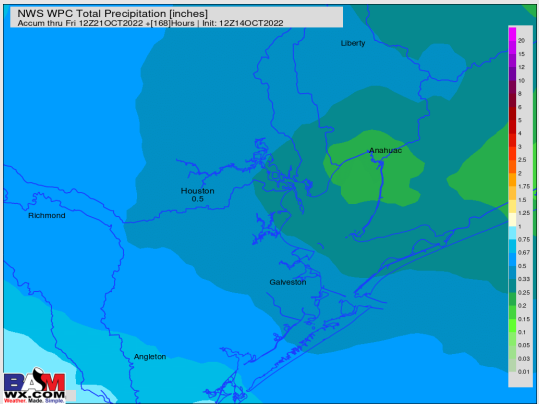 NWS WPC Total Precipitation [inches]
Accum thru Fri 12Z21OCT2022 +[168]Hours | Init: 12Z14OCT2022
Liberty
Anahuac
Houston
0.5
Richmond
Galveston
Angleton
20
15
12
10
8
6
5
4
3
2.5
2
1.75
1.5
1.25
1
0.75
0.67
0.5
0.33
0.25
0.2
0.15
0.1
0.05
0.03
0.01
BAM
WX.COM
Weather. Made. Simple.